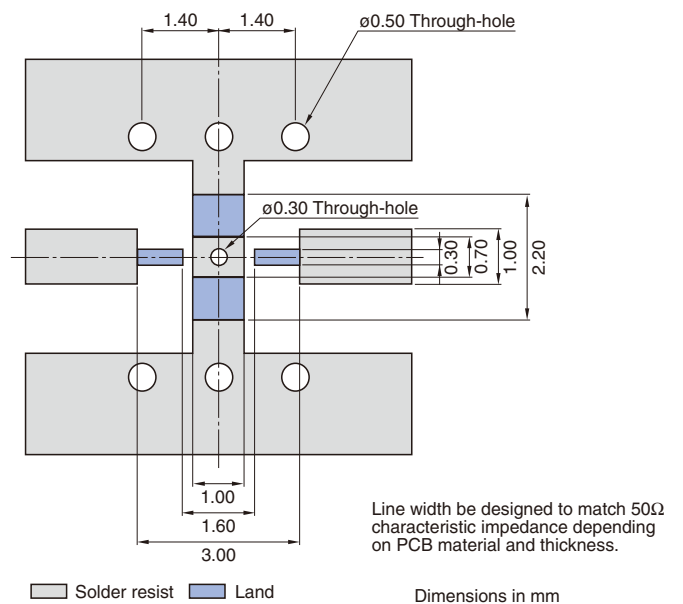 1.40
1.40
ø0.50 Through-hole
ø0.30 Through-hole
0.30
0.70
1.00
2.20
1.00
1.60
3.00
Line width be designed to match 50Ω
characteristic impedance depending
on PCB material and thickness.
Solder resist
Land
Dimensions in mm